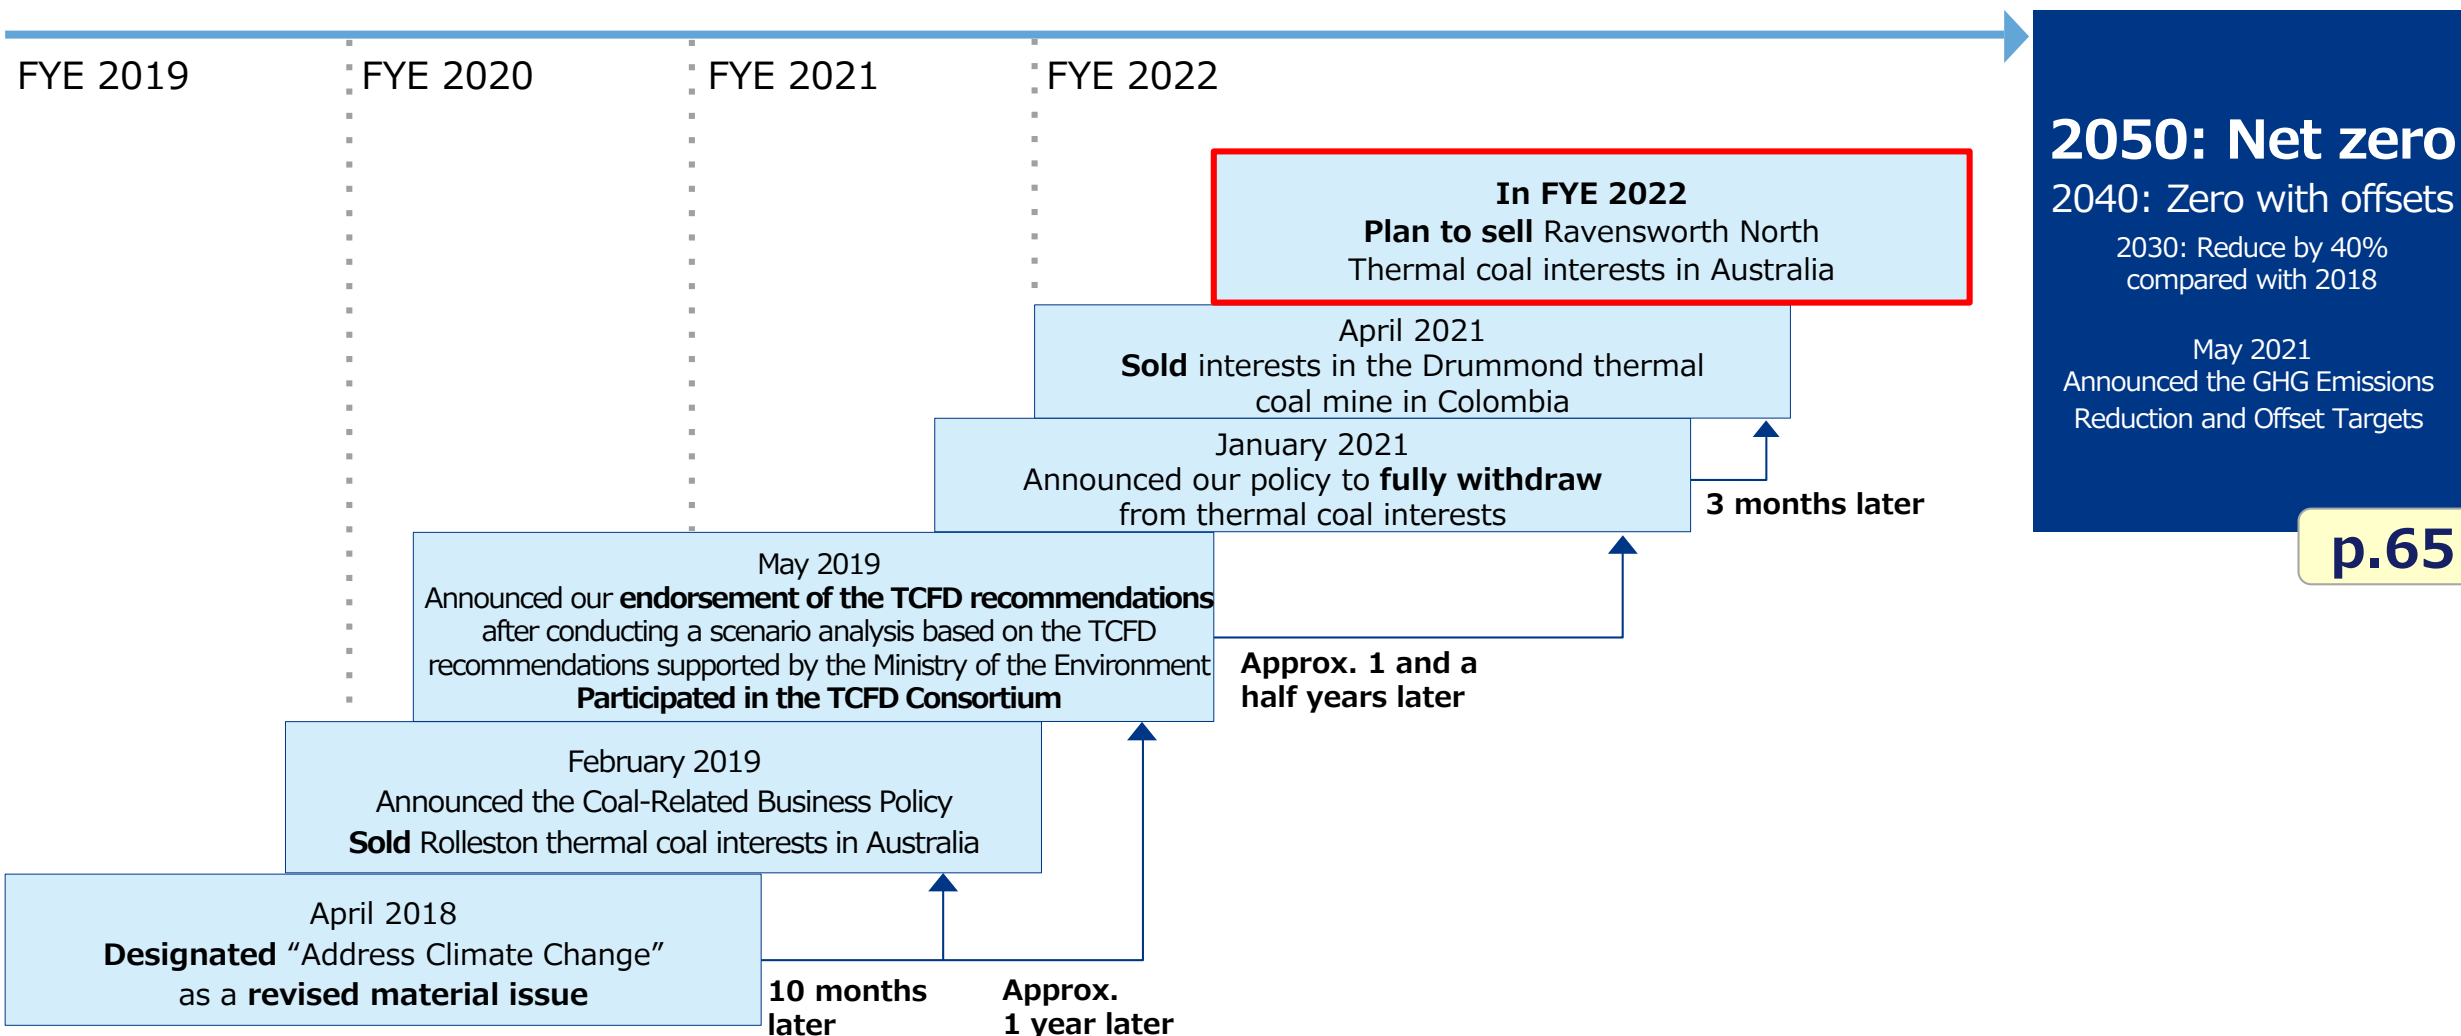 FYE 2019
FYE 2020
FYE 2021
FYE 2022
2050: Net zero
2040: Zero with offsets
2030: Reduce by 40%
compared with 2018
May 2021
Announced the GHG Emissions
Reduction and Offset Targets
p.65
In FYE 2022
Plan to sell Ravensworth North
Thermal coal interests in Australia
April 2021
Sold interests in the Drummond thermal
coal mine in Colombia
January 2021
Announced our policy to fully withdraw
from thermal coal interests
3 months later
May 2019
Announced our endorsement of the TCFD recommendations
after conducting a scenario analysis based on the TCFD
recommendations supported by the Ministry of the Environment
Participated in the TCFD Consortium
Approx. 1 and a
half years later
February 2019
Announced the Coal-Related Business Policy
Sold Rolleston thermal coal interests in Australia
April 2018
Designated “Address Climate Change”
as a revised material issue
10 months
later
Approx.
1 year later